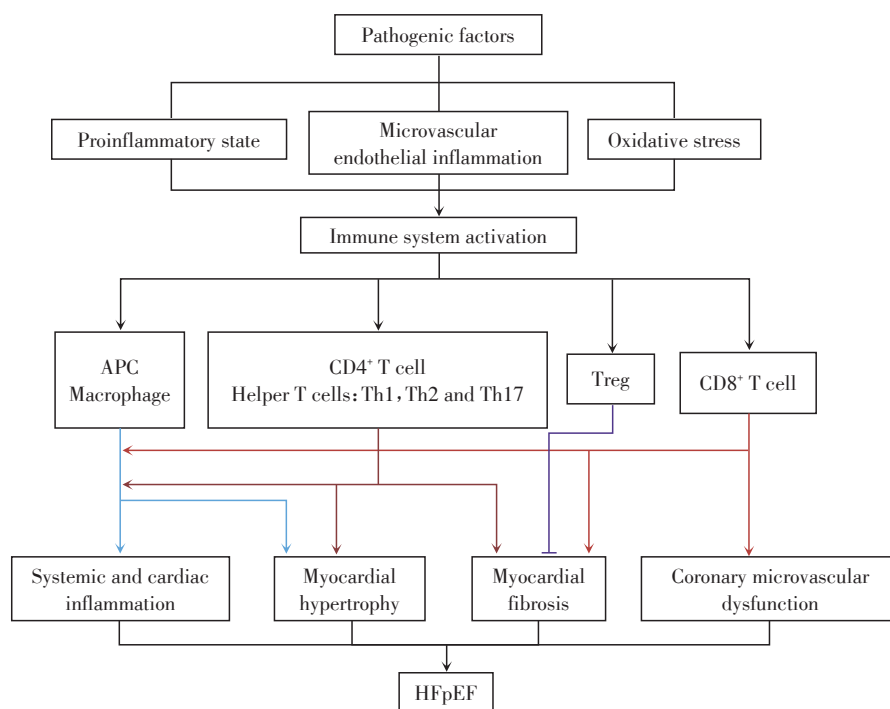 Pathogenic factors
Proinflammatory state
Microvascular
endothelial inflammation
Oxidative stress
Immune system activation
APC
Macrophage
CD4⁺ T cell
Helper T cells：Th1，Th2 and Th17
Treg
CD8⁺ T cell
Systemic and cardiac
inflammation
Myocardial
hypertrophy
Myocardial
fibrosis
Coronary microvascular
dysfunction
HFpEF